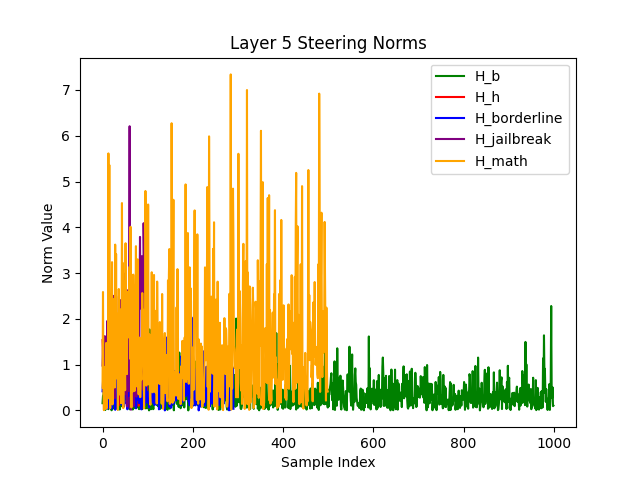 Layer 5 Steering Norms
H_b
H_h
H_borderline
H_jailbreak
H_math
Norm Value
7
6
5
4
3
2
1
0
0 200 400 600 800 1000
Sample Index